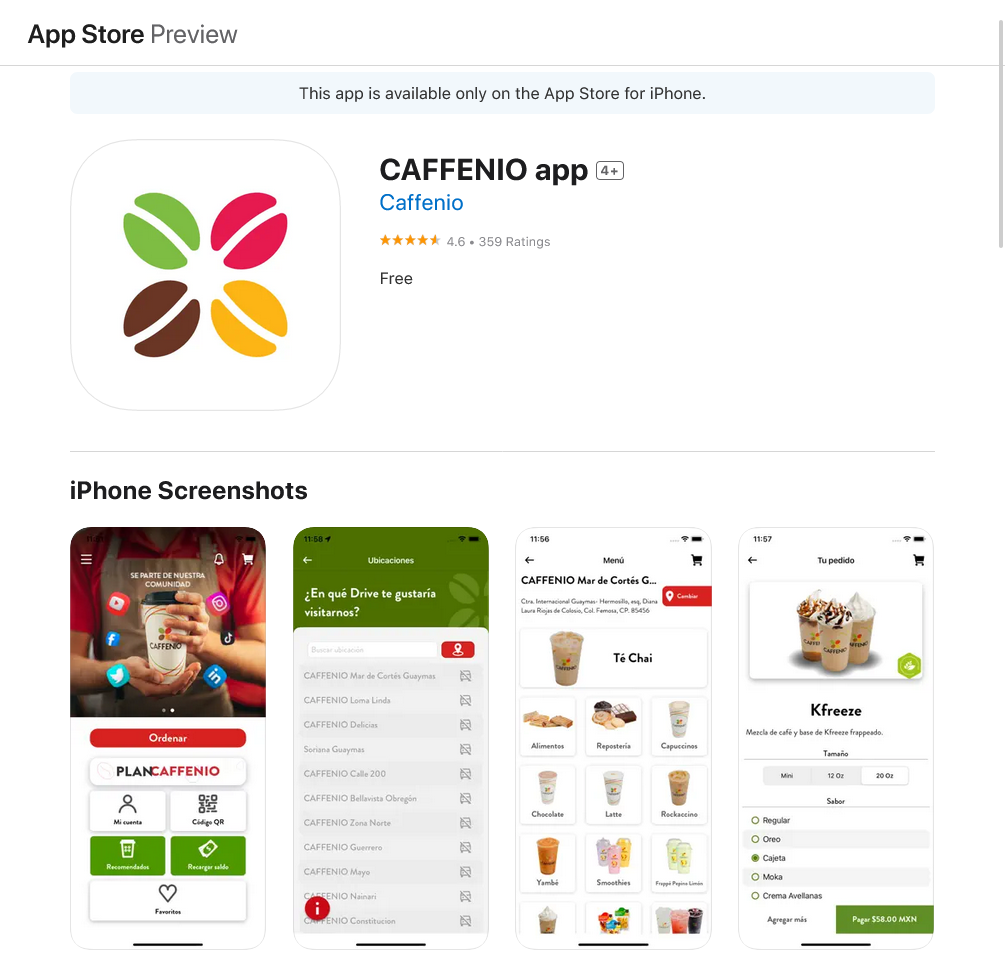 App Store Preview
This app is available only on the App Store for iPhone.
CAFFENIO app 4+
Caffenio
4.6 • 359 Ratings
Free
iPhone Screenshots
SE PARTE DE NUESTRA
COMUNIDAD
CAFFENIO
Ordenar
PLANCAFFENIO
Mi cuenta
Código QR
Recomendados
Recargar saldo
Favoritos
11:58
Ubicaciones
¿En qué Drive te gustaría
visitarnos?
Buscar ubicación
CAFFENIO Mar de Cortés Guaymas
CAFFENIO Loma Linda
CAFFENIO Delicias
Soriana Guaymas
CAFFENIO Calle 200
CAFFENIO Bellavista Obregón
CAFFENIO Zona Norte
CAFFENIO Guerrero
CAFFENIO Mayo
CAFFENIO Nainari
CAFFENIO Constitucion
11:56
Menú
CAFFENIO Mar de Cortés G...
Ctra. Internacional Guaymas- Hermosillo, esq, Diana
Laura Riojas de Colosio, Col. Femosa, CP. 85456
Cambiar
Té Chai
Alimentos
Repostería
Capuccinos
Chocolate
Latte
Rockaccino
Yambé
Smoothies
Frappé Pepino Limón
11:57
Tu pedido
Kfreeze
Mezcla de café y base de Kfreeze frappeado.
Tamaño
Mini
12 Oz
20 Oz
Sabor
Regular
Oreo
Cajeta
Moka
Crema Avellanas
Agregar más
Pagar $58.00 MXN